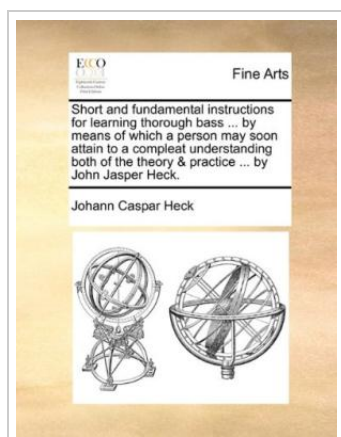 ECCO
Fine Arts
Short and fundamental instructions
for learning thorough bass ... by
means of which a person may soon
attain to a compleat understanding
both of the theory & practice ... by
John Jasper Heck.
Johann Caspar Heck